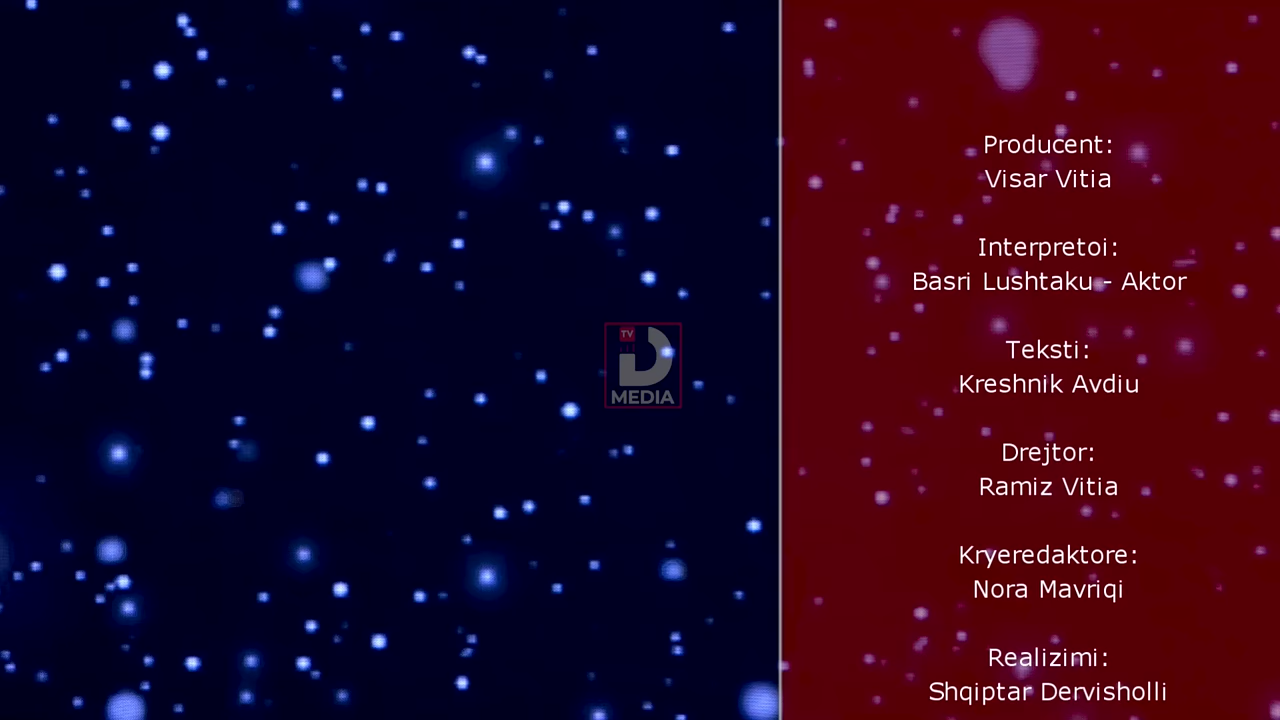 TV
D
MEDIA
Producent:
Visar Vitia
Interpretoi:
Basri Lushtaku - Aktor
Teksti:
Kreshnik Avdiu
Drejtor:
Ramiz Vitia
Kryeredaktore:
Nora Mavriqi
Realizimi:
Shqiptar Dervisholli